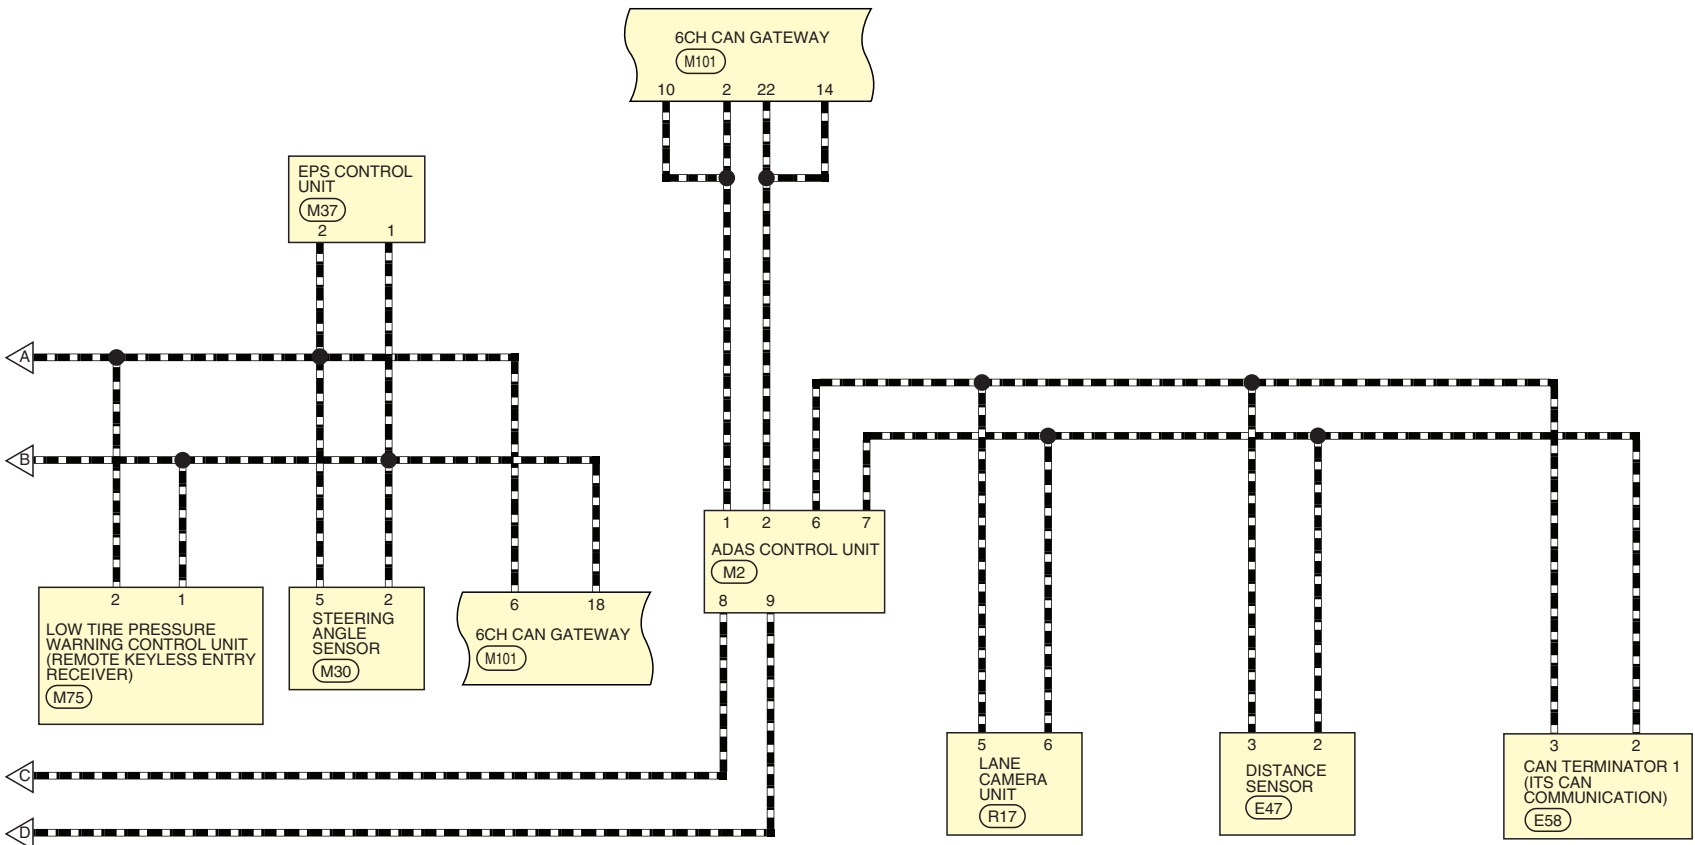 6CH CAN GATEWAY
M101
10 2 22 14
EPS CONTROL
UNIT
M37
2 1
A
B
1 2 6 7
ADAS CONTROL UNIT
M2
8 9
2 1
LOW TIRE PRESSURE
WARNING CONTROL UNIT
(REMOTE KEYLESS ENTRY
RECEIVER)
M75
5 2
STEERING
ANGLE
SENSOR
M30
6 18
6CH CAN GATEWAY
M101
5 6
LANE
CAMERA
UNIT
R17
3 2
DISTANCE
SENSOR
E47
3 2
CAN TERMINATOR 1
(ITS CAN
COMMUNICATION)
E58
C
D